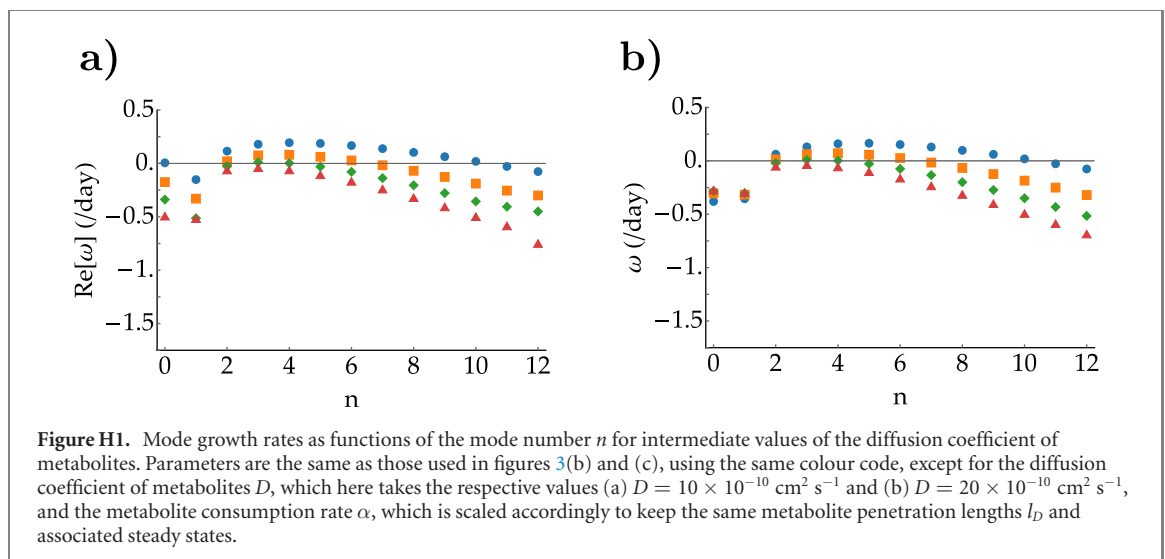 a)
0.5
0.
−0.5
−1.
−1.5
Re[ω] (/day)
0 2 4 6 8 10 12
n
b)
0.5
0.
−0.5
−1.
−1.5
ω (/day)
0 2 4 6 8 10 12
n
Figure H1. Mode growth rates as functions of the mode number n for intermediate values of the diffusion coefficient of
metabolites. Parameters are the same as those used in figures 3(b) and (c), using the same colour code, except for the diffusion
coefficient of metabolites D, which here takes the respective values (a) D = 10 × 10⁻¹⁰ cm² s⁻¹ and (b) D = 20 × 10⁻¹⁰ cm² s⁻¹,
and the metabolite consumption rate α, which is scaled accordingly to keep the same metabolite penetration lengths l_D and
associated steady states.